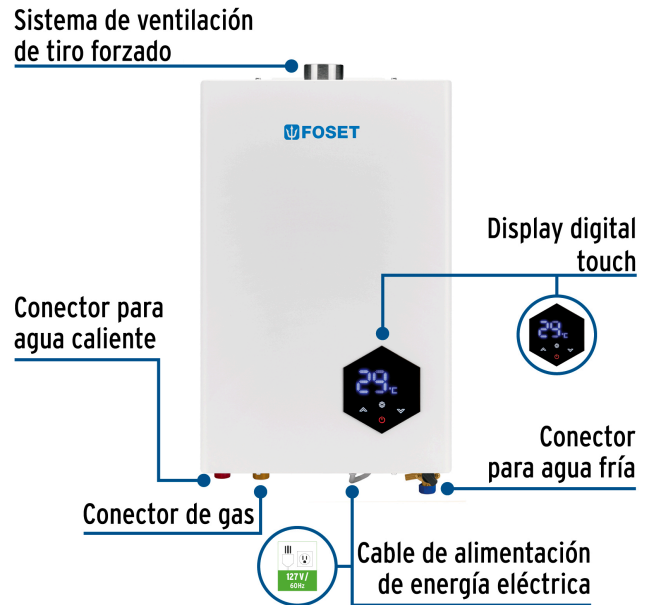 Sistema de ventilación
de tiro forzado
FOSET
Display digital
touch
29°C
Conector para
agua caliente
29°C
Conector
para agua fría
Conector de gas
127 V/
60Hz
Cable de alimentación
de energía eléctrica